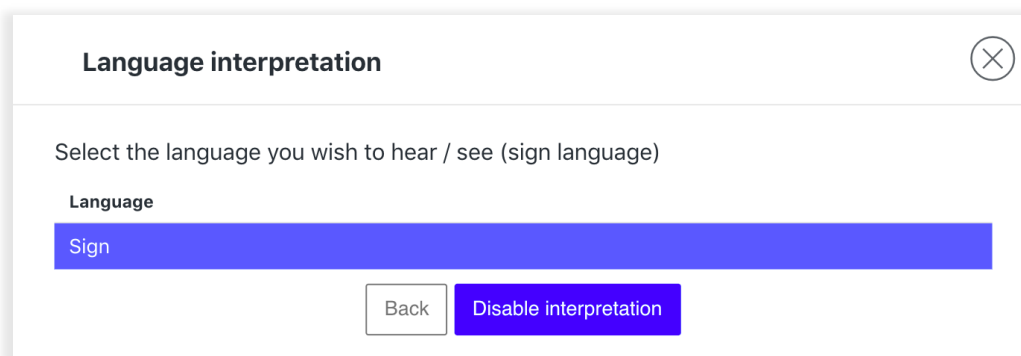 Language interpretation
Select the language you wish to hear / see (sign language)
Language
Sign
Back
Disable interpretation